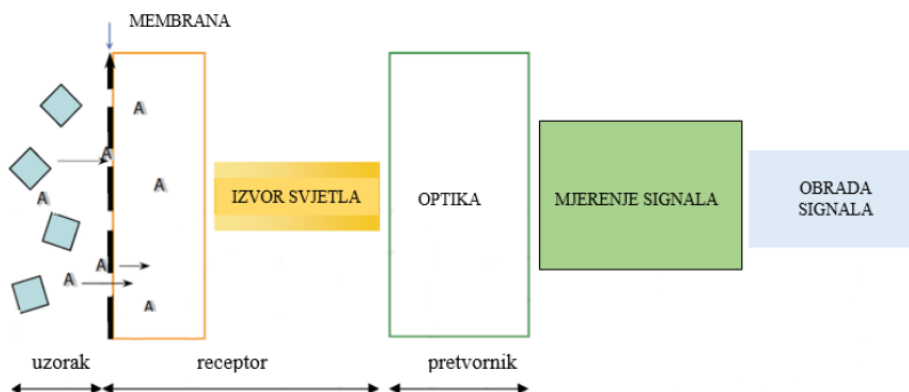 MEMBRANA
A
A
A
A
A
A
A
IZVOR SVJETLA
OPTIKA
MJERENJE SIGNALA
OBRADA
SIGNALA
uzorak
receptor
pretvornik